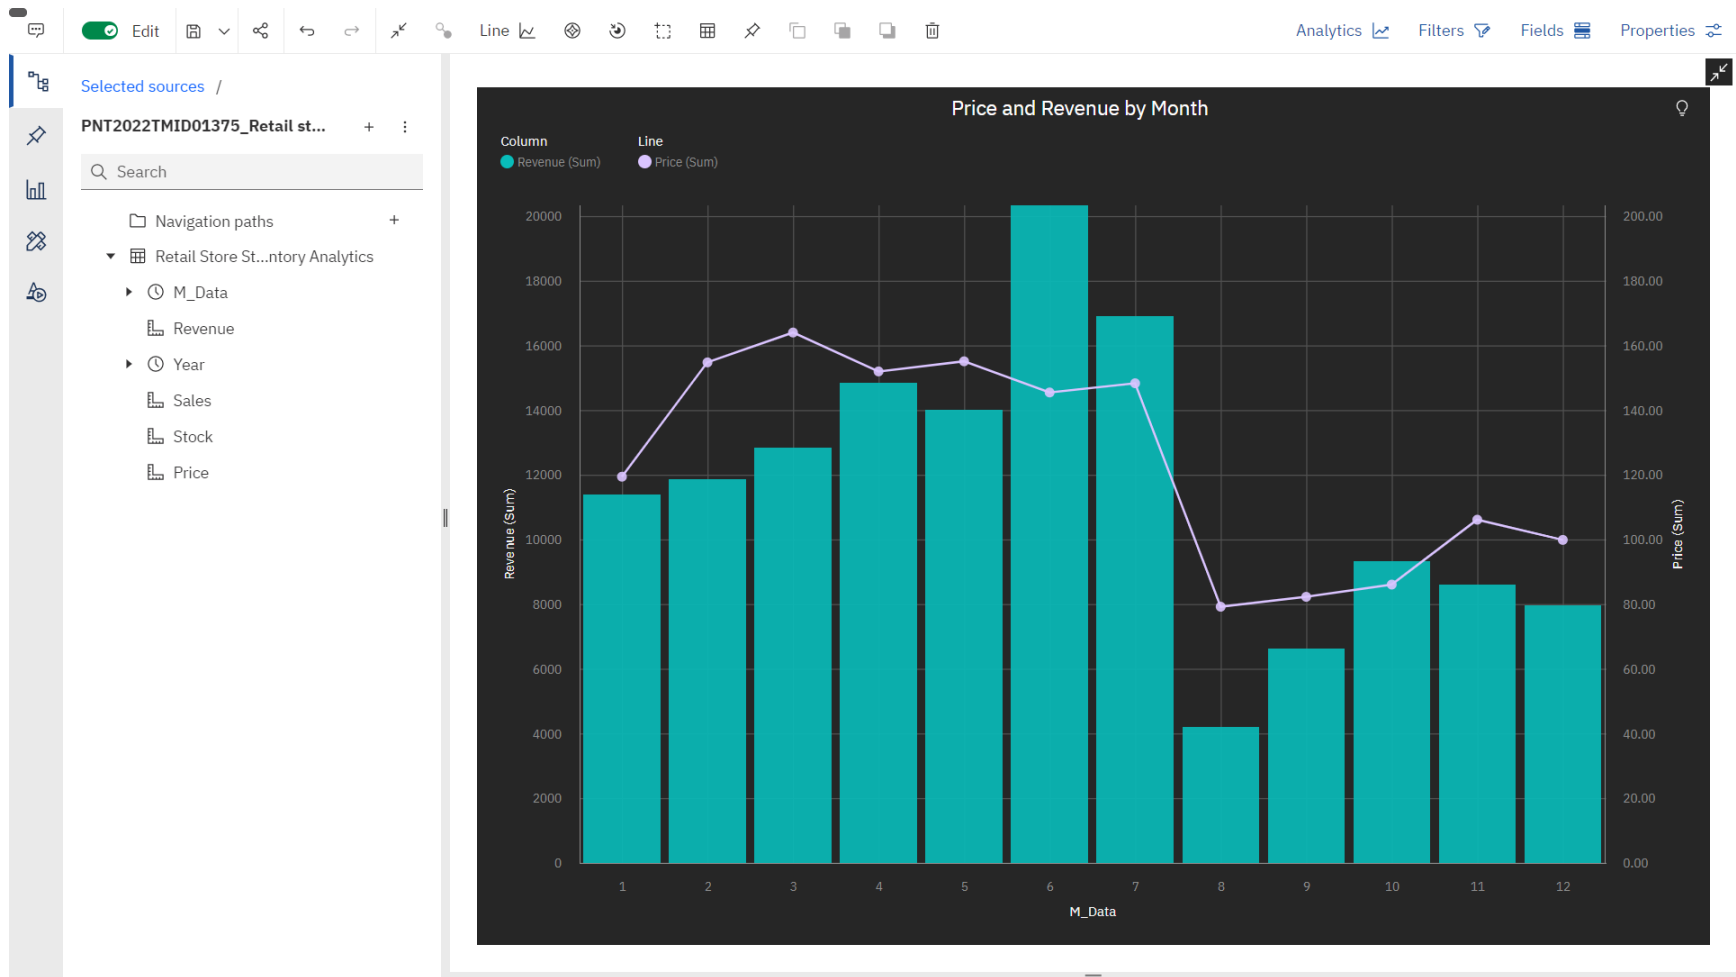 Edit
Line
Analytics
Filters
Fields
Properties
Selected sources /
PNT2022TMID01375_Retail st...
Search
Navigation paths
Retail Store St...ntory Analytics
M_Data
Revenue
Year
Sales
Stock
Price
Price and Revenue by Month
Column
Revenue (Sum)
Line
Price (Sum)
20000
18000
16000
14000
12000
10000
8000
6000
4000
2000
0
Revenue (Sum)
200.00
180.00
160.00
140.00
120.00
100.00
80.00
60.00
40.00
20.00
0.00
Price (Sum)
1 2 3 4 5 6 7 8 9 10 11 12
M_Data